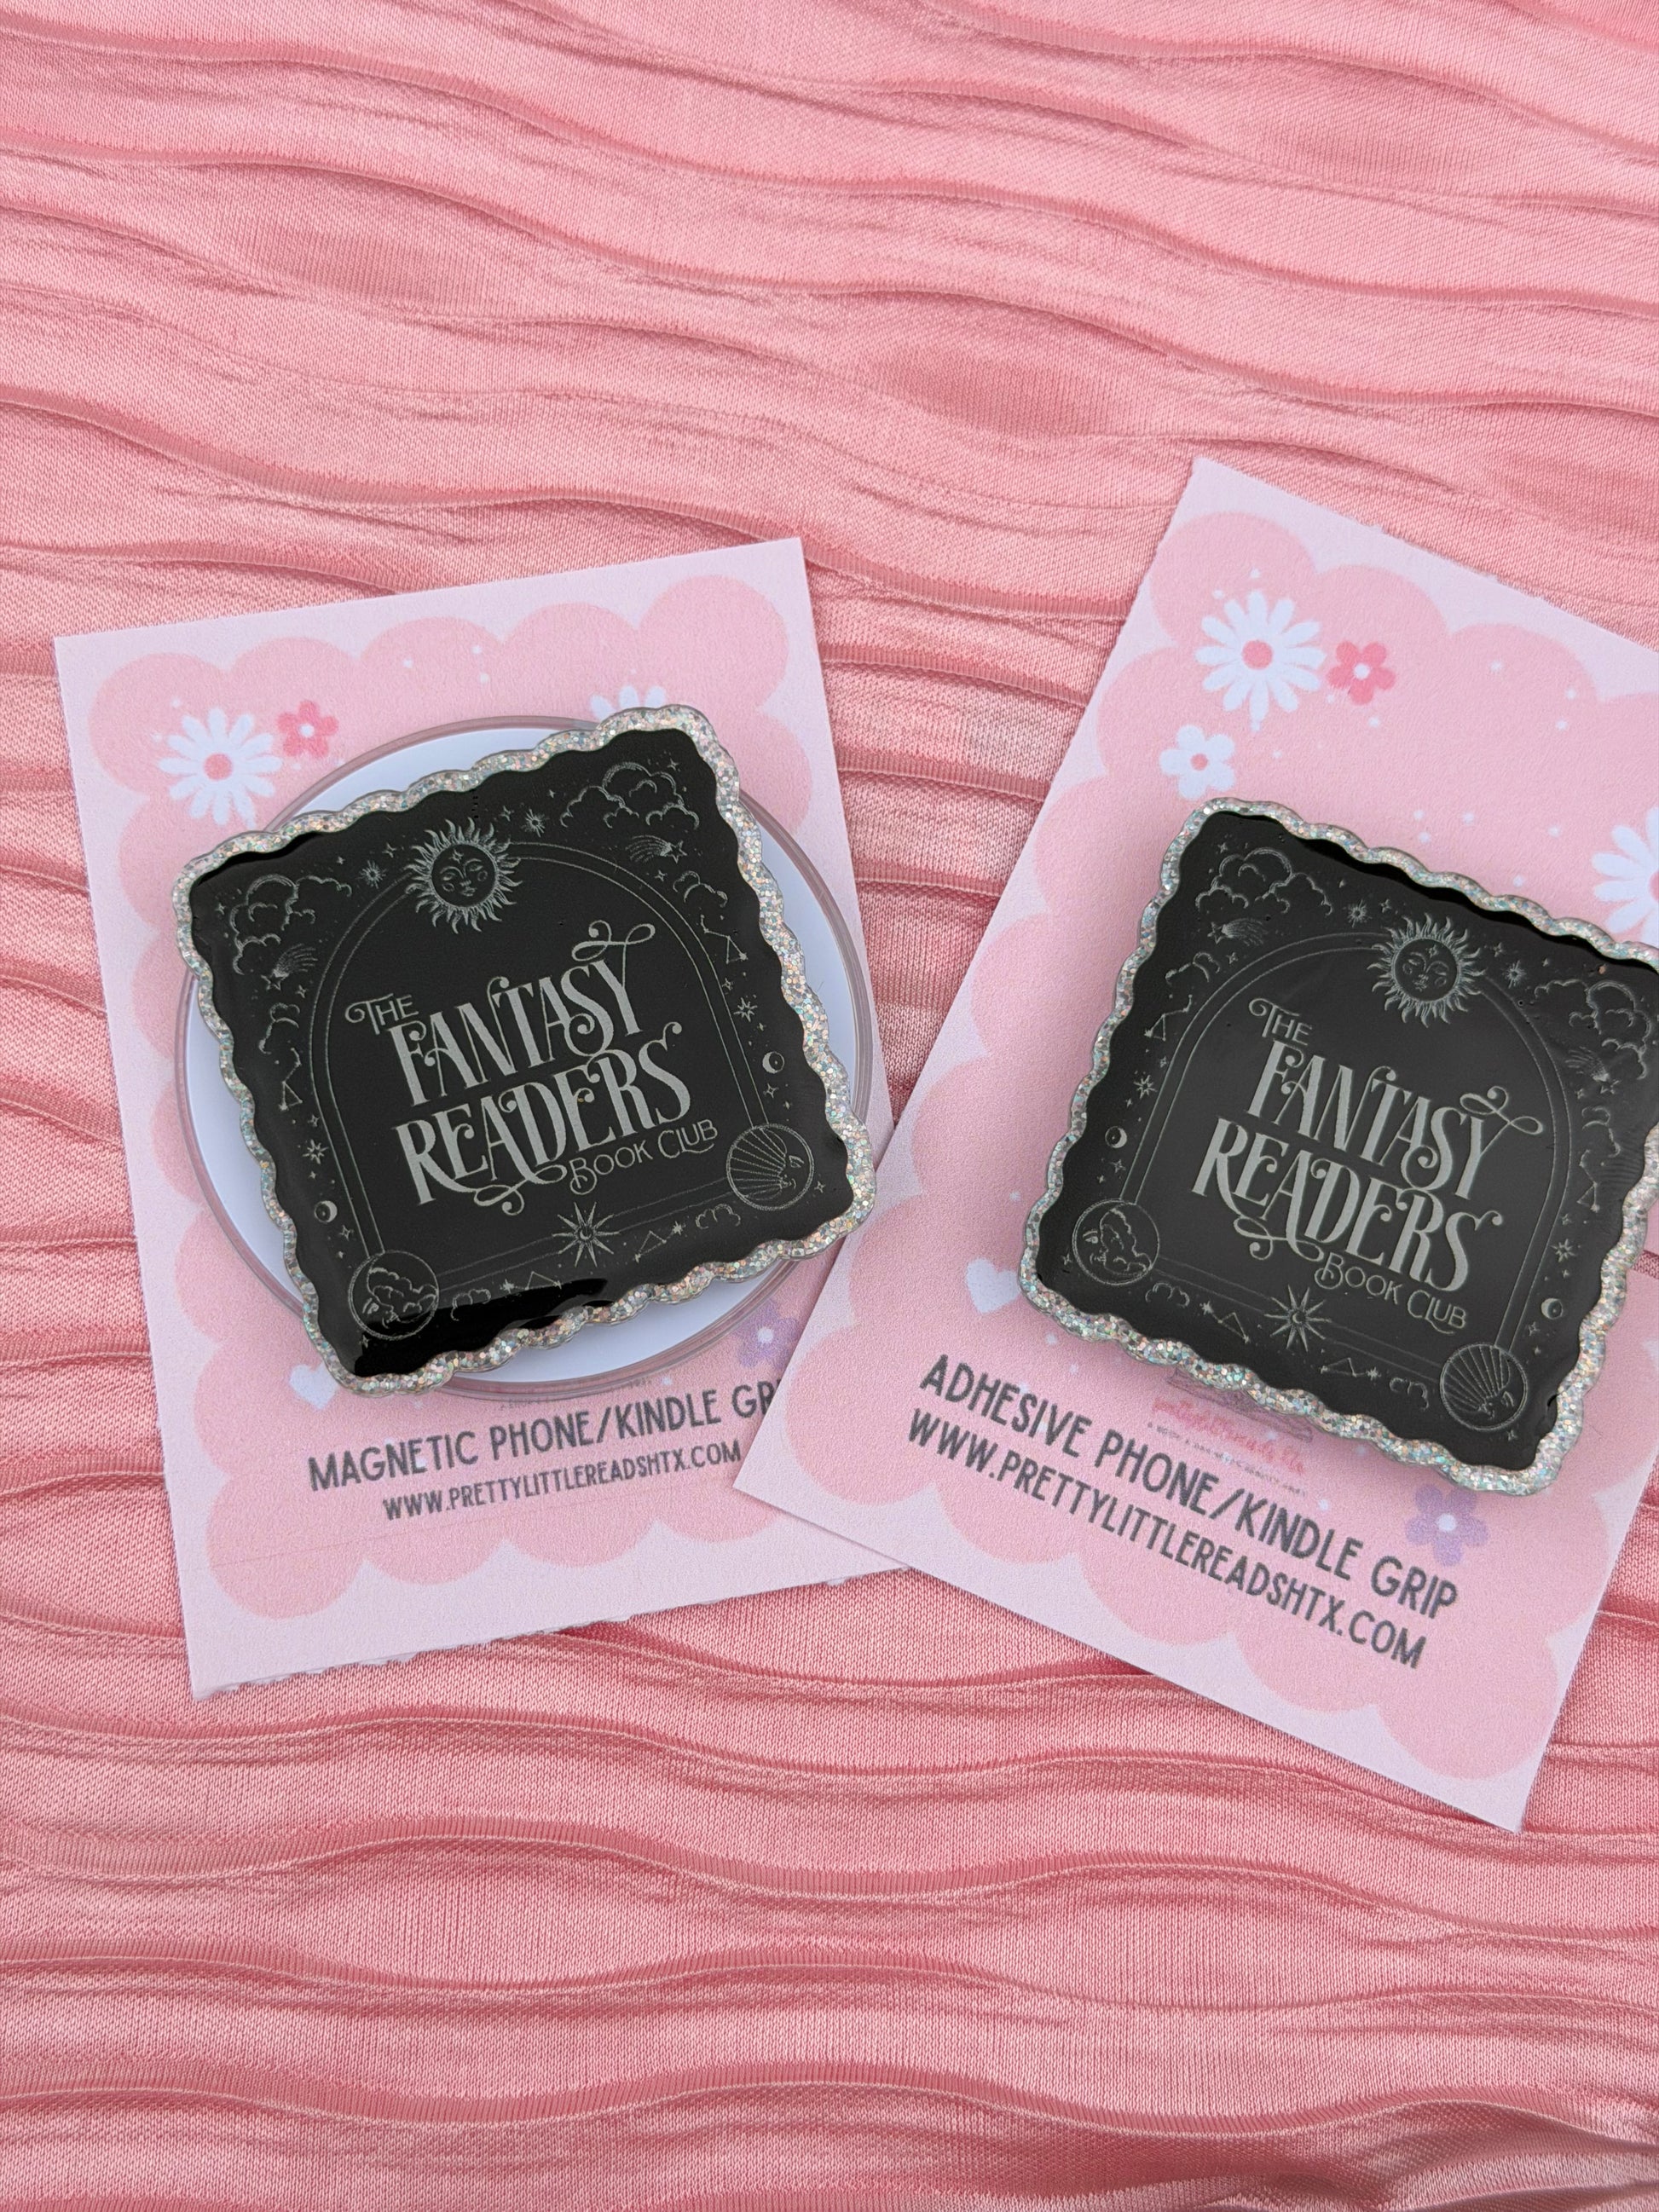 THE
FANTASY
READERS
BOOK CLUB
MAGNETIC PHONE/KINDLE GR
WWW.PRETTYLITTLEREADSHTX.COM
THE
FANTASY
READERS
BOOK CLUB
ADHESIVE PHONE/KINDLE GRIP
WWW.PRETTYLITTLEREADSHTX.COM